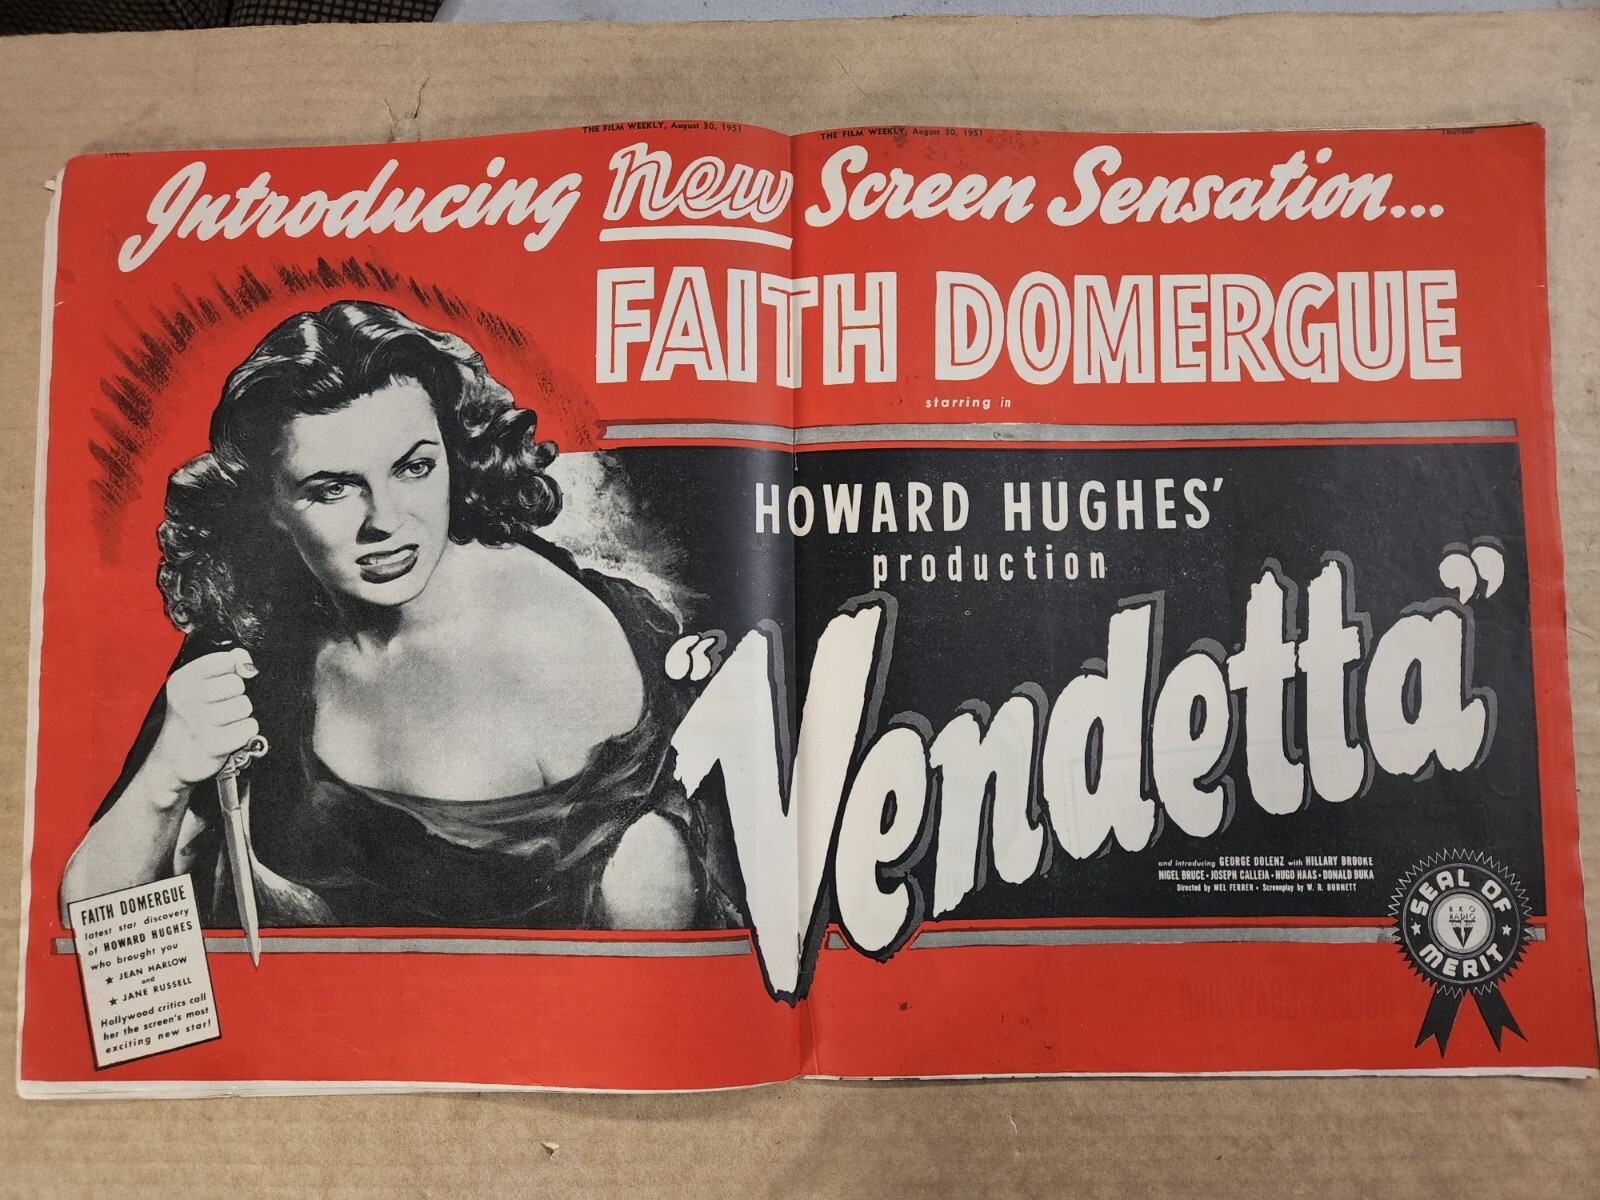 THE FILM WEEKLY, August 30, 1951
THE FILM WEEKLY, August 30, 1951
Introducing new Screen Sensation...
FAITH DOMERGUE
starring in
HOWARD HUGHES'
production
"Vendetta"
and introducing GEORGE DOLENZ with HILLARY BROOKE
NIGEL BRUCE • JOSEPH CALLEIA • HUGO HAAS • DONALD BUKA
Directed by MEL FERRER • Screenplay by W. R. BURNETT
FAITH DOMERGUE
latest star discovery
of HOWARD HUGHES
who brought you
★ JEAN HARLOW
and
★ JANE RUSSELL
Hollywood critics call
her the screen's most
exciting new star!
SEAL OF
RKO
RADIO
MERIT